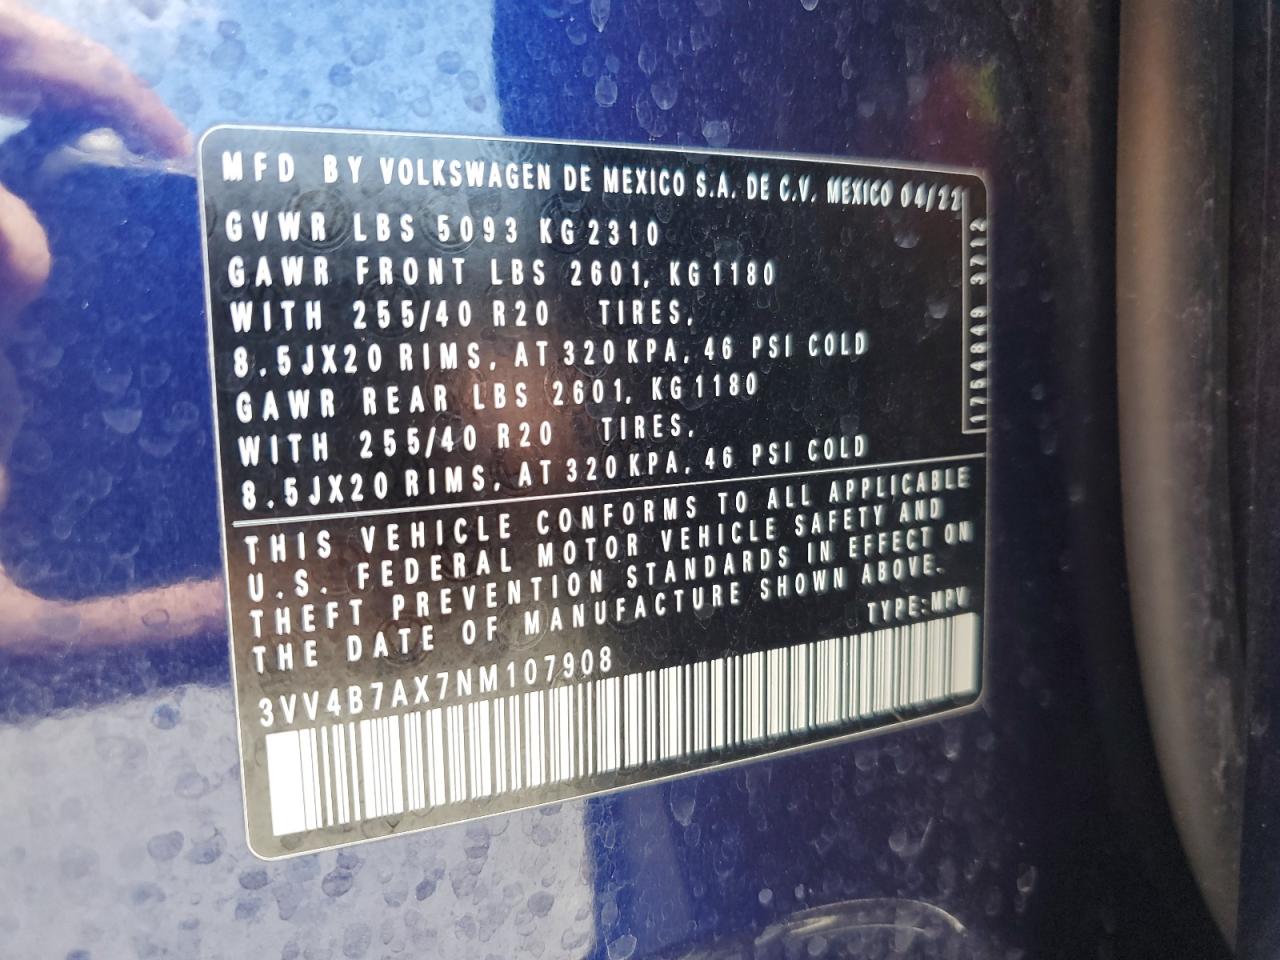 MFD BY VOLKSWAGEN DE MEXICO S.A. DE C.V. MEXICO 04/22
GVWR LBS 5093 KG 2310
GAWR FRONT LBS 2601, KG 1180
WITH 255/40 R20 TIRES,
8.5JX20 RIMS, AT 320 KPA, 46 PSI COLD
GAWR REAR LBS 2601, KG 1180
WITH 255/40 R20 TIRES,
8.5JX20 RIMS, AT 320 KPA, 46 PSI COLD
1754849 3712
THIS VEHICLE CONFORMS TO ALL APPLICABLE
U.S. FEDERAL MOTOR VEHICLE SAFETY AND
THEFT PREVENTION STANDARDS IN EFFECT ON
THE DATE OF MANUFACTURE SHOWN ABOVE.
TYPE:MPV
3VV4B7AX7NM107908